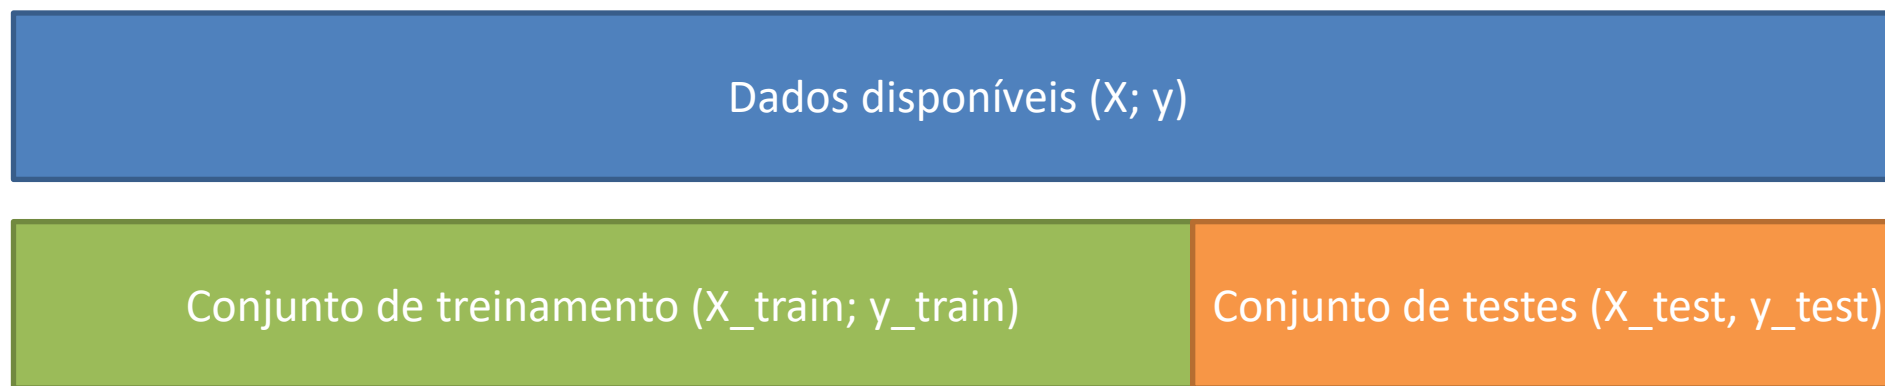 Dados disponíveis (X; y)
Conjunto de treinamento (X_train; y_train)
Conjunto de testes (X_test, y_test)